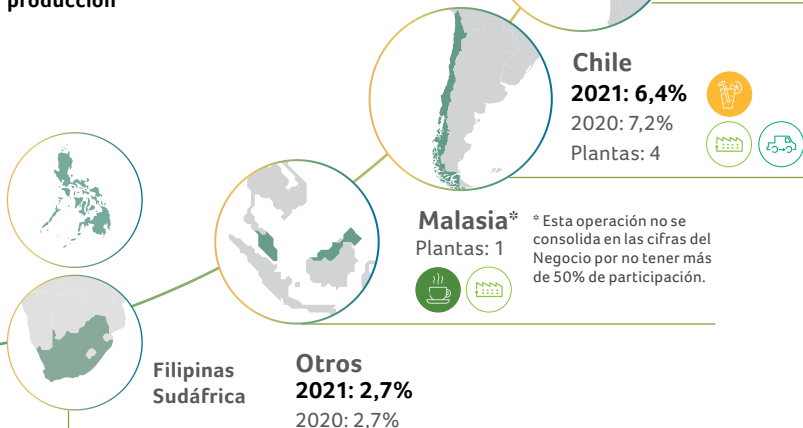 producción
Chile
2021: 6,4%
2020: 7,2%
Plantas: 4
Malasia*
Plantas: 1
* Esta operación no se
consolida en las cifras del
Negocio por no tener más
de 50% de participación.
Filipinas
Sudáfrica
Otros
2021: 2,7%
2020: 2,7%